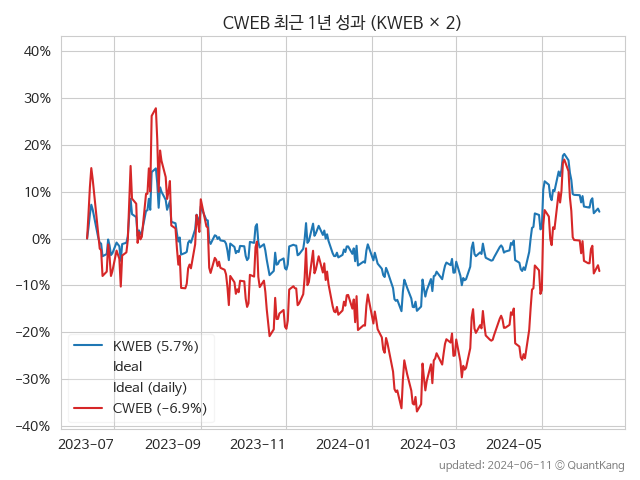 CWEB 최근 1년 성과 (KWEB × 2)
40%
30%
20%
10%
0%
−10%
−20%
−30%
−40%
KWEB (5.7%)
Ideal
Ideal (daily)
CWEB (−6.9%)
2023-07 2023-09 2023-11 2024-01 2024-03 2024-05
updated: 2024-06-11 © QuantKang